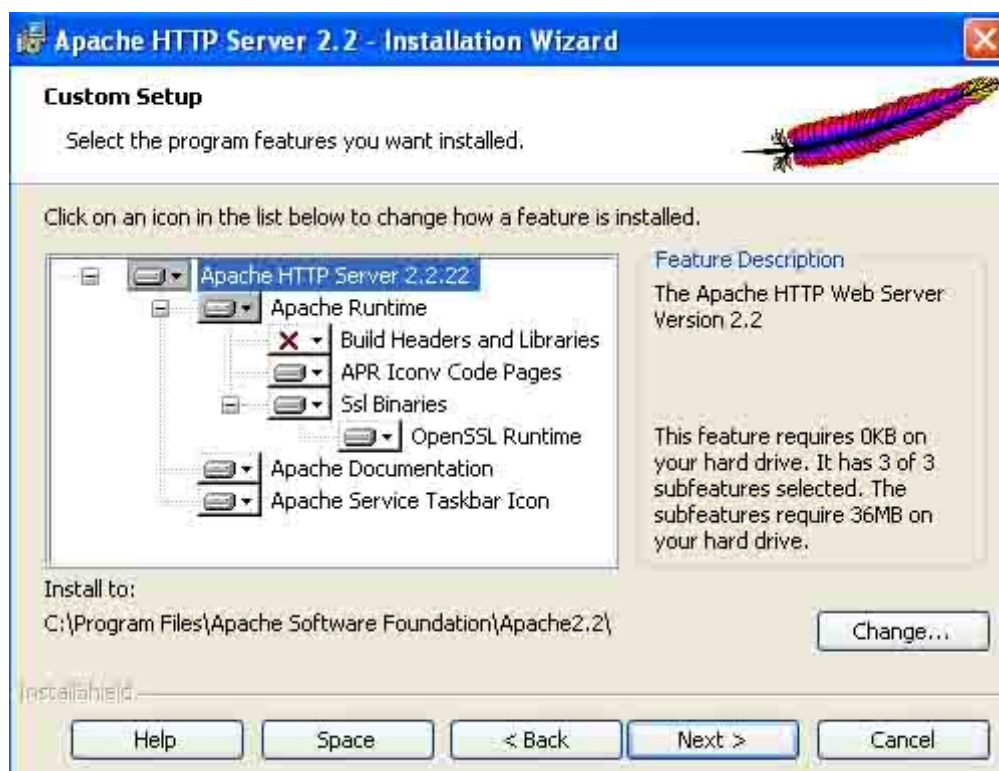 Apache HTTP Server 2.2 - Installation Wizard
Custom Setup
Select the program features you want installed.
Click on an icon in the list below to change how a feature is installed.
Apache HTTP Server 2.2.22
Apache Runtime
Build Headers and Libraries
APR Iconv Code Pages
Ssl Binaries
OpenSSL Runtime
Apache Documentation
Apache Service Taskbar Icon
Feature Description
The Apache HTTP Web Server
Version 2.2
This feature requires 0KB on
your hard drive. It has 3 of 3
subfeatures selected. The
subfeatures require 36MB on
your hard drive.
Install to:
C:\Program Files\Apache Software Foundation\Apache2.2\
Change...
InstallShield
Help
Space
< Back
Next >
Cancel